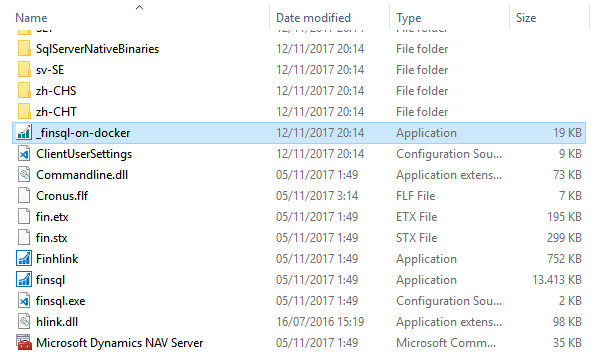 Name Date modified Type Size
SqlServerNativeBinaries 12/11/2017 20:14 File folder
sv-SE 12/11/2017 20:14 File folder
zh-CHS 12/11/2017 20:14 File folder
zh-CHT 12/11/2017 20:14 File folder
_finsql-on-docker 12/11/2017 20:14 Application 19 KB
ClientUserSettings 12/11/2017 20:14 Configuration Sou... 9 KB
Commandline.dll 05/11/2017 1:49 Application extens... 73 KB
Cronus.flf 05/11/2017 3:14 FLF File 7 KB
fin.etx 05/11/2017 1:49 ETX File 195 KB
fin.stx 05/11/2017 1:49 STX File 299 KB
Finhlink 05/11/2017 1:49 Application 752 KB
finsql 05/11/2017 1:49 Application 13.413 KB
finsql.exe 05/11/2017 1:49 Configuration Sou... 2 KB
hlink.dll 16/07/2016 15:19 Application extens... 98 KB
Microsoft Dynamics NAV Server 05/11/2017 1:49 Microsoft Comm... 35 KB